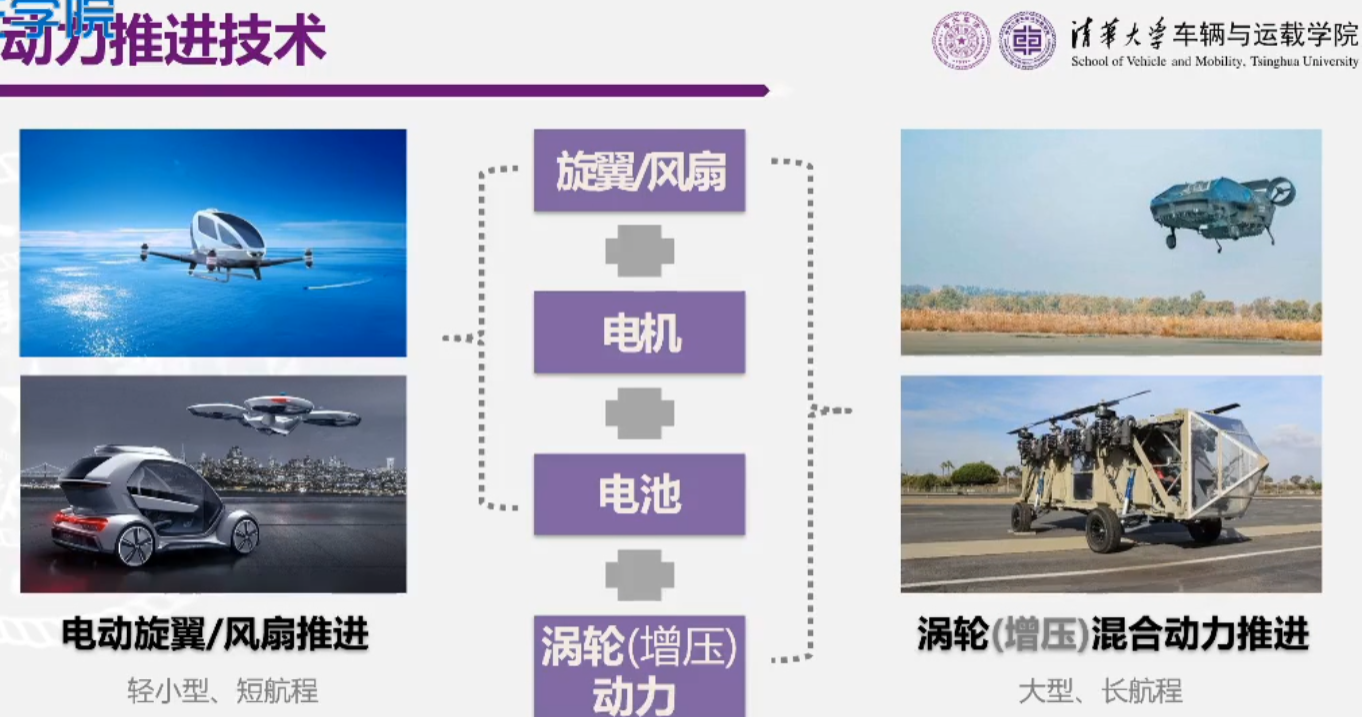 学院
动力推进技术
清华大学车辆与运载学院
School of Vehicle and Mobility, Tsinghua University
旋翼/风扇
电机
电池
涡轮(增压)
动力
电动旋翼/风扇推进
轻小型、短航程
涡轮(增压)混合动力推进
大型、长航程